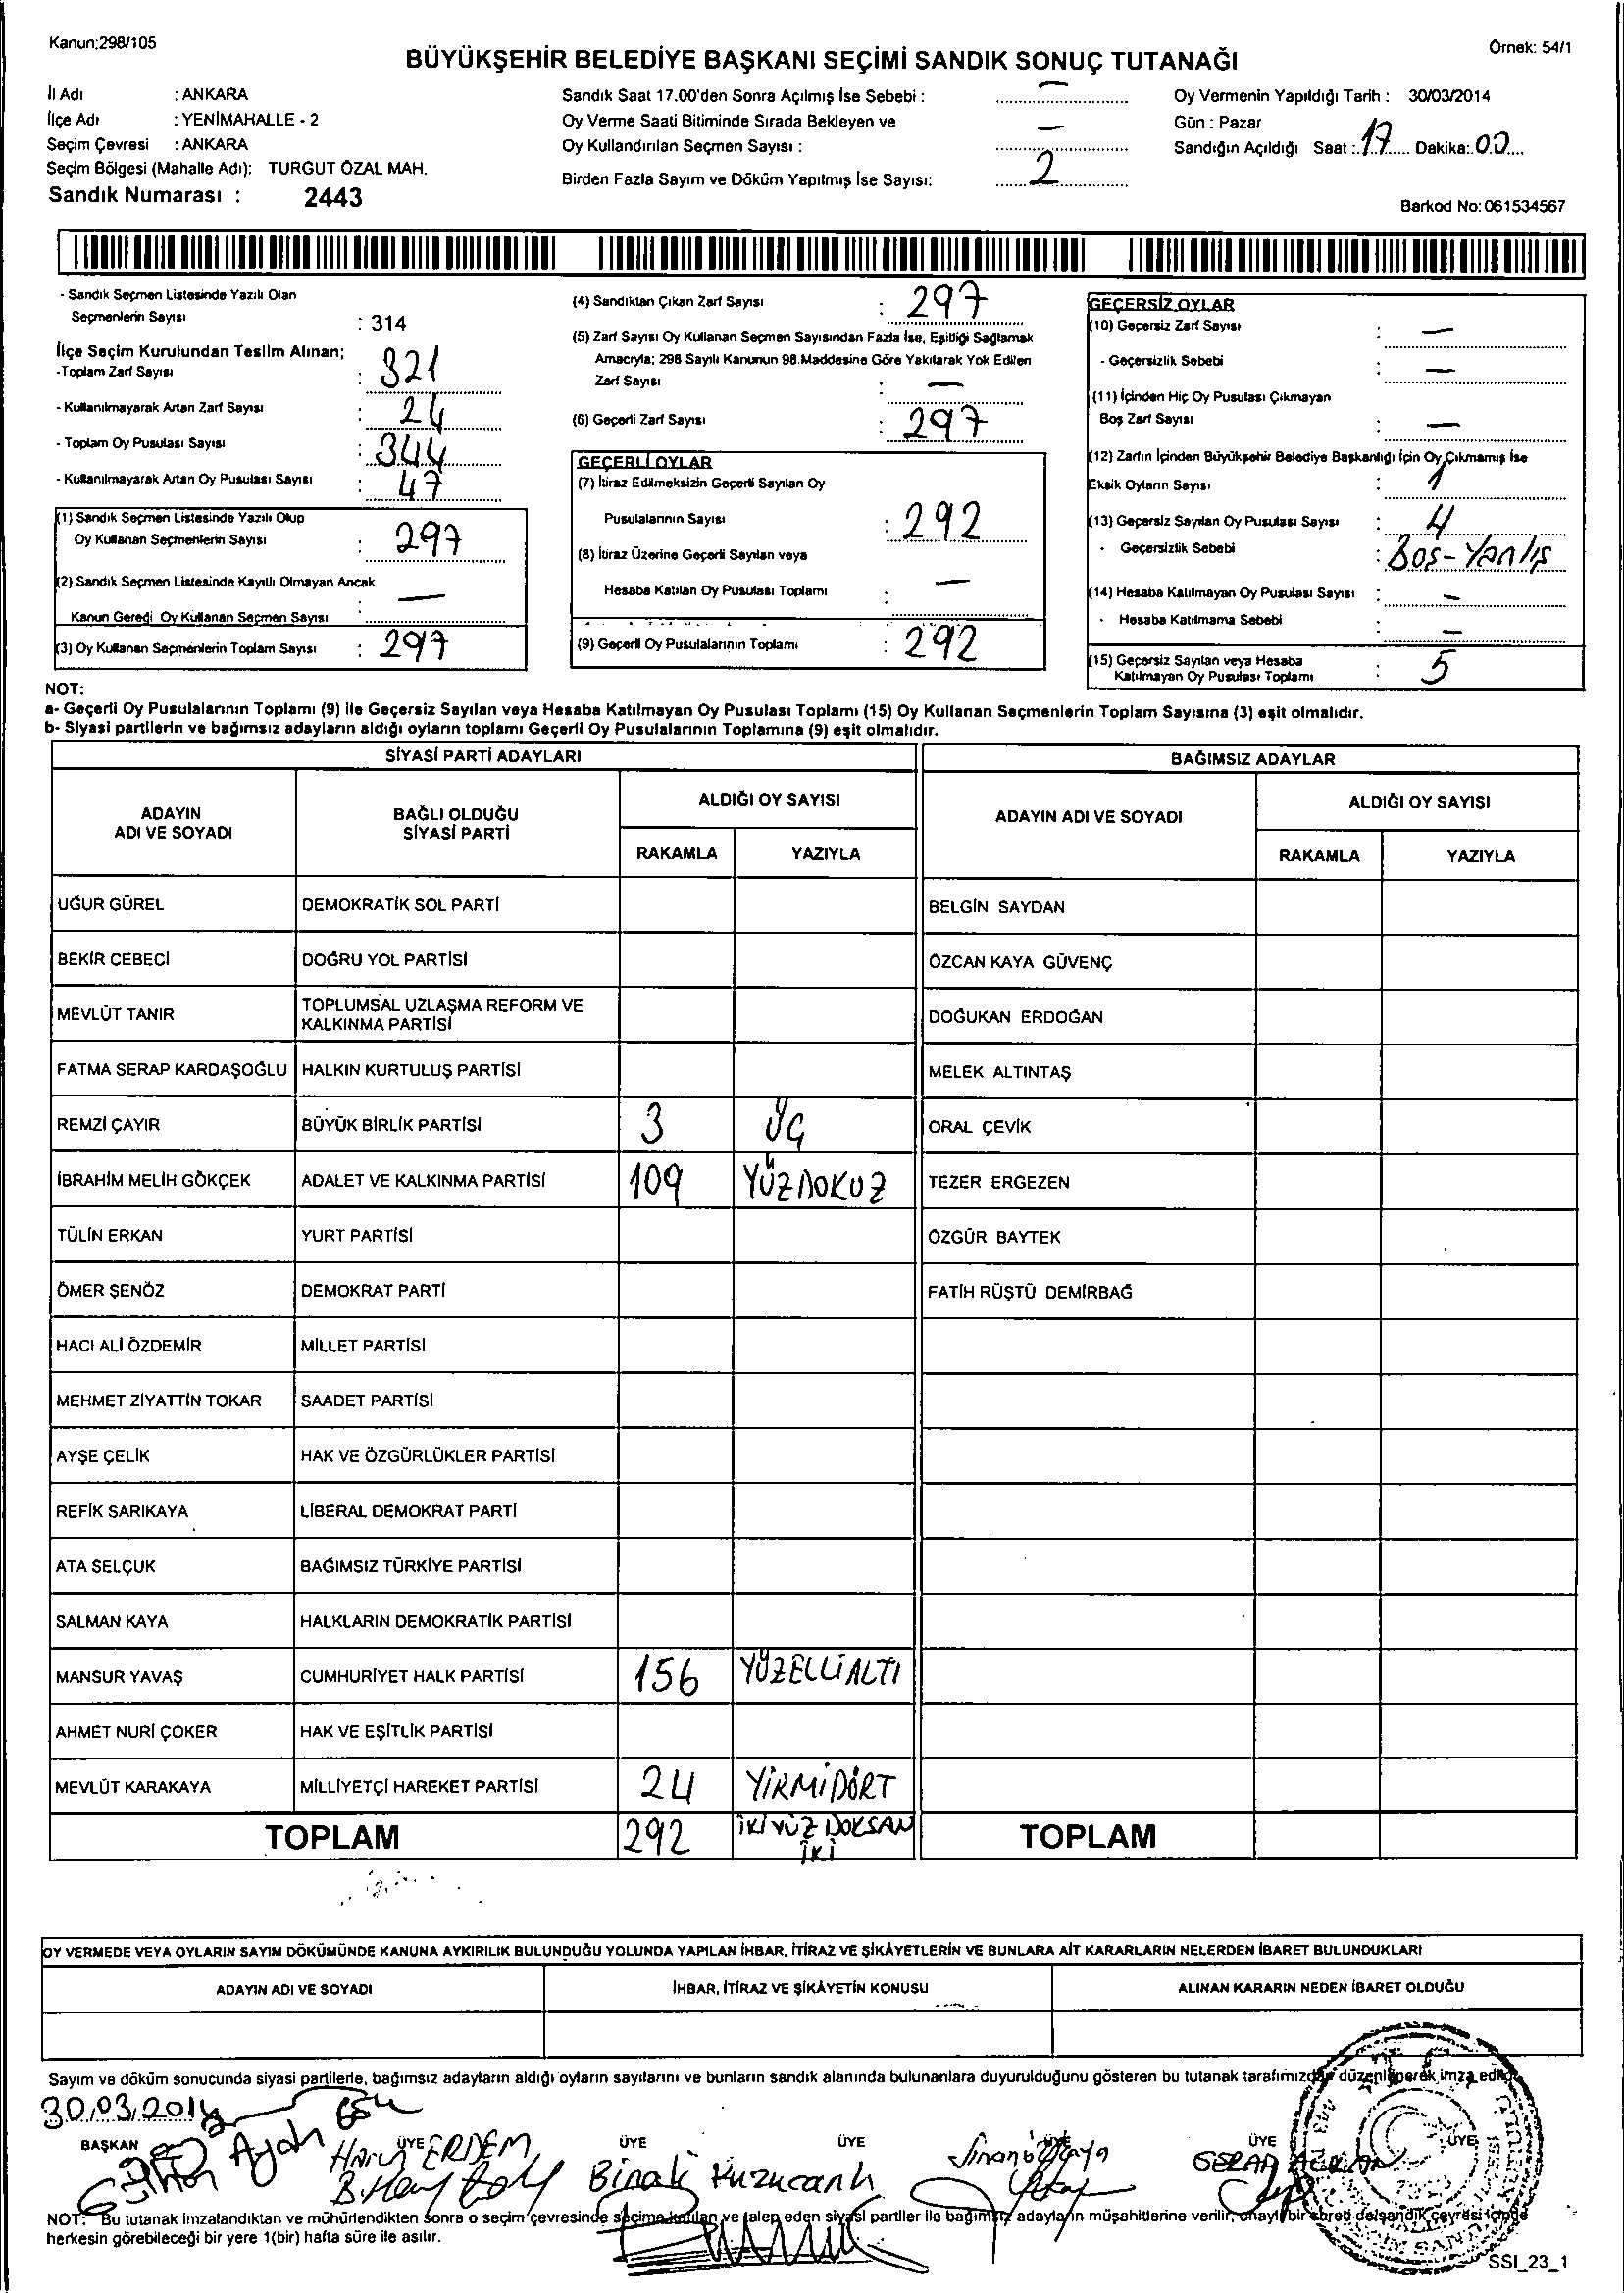 Kanun:298/105
Örnek: 54/1
BÜYÜKŞEHİR BELEDİYE BAŞKANI SEÇİMİ SANDIK SONUÇ TUTANAĞI
İl Adı : ANKARA
İlçe Adı : YENİMAHALLE - 2
Seçim Çevresi : ANKARA
Seçim Bölgesi (Mahalle Adı): TURGUT ÖZAL MAH.
Sandık Numarası : 2443
Sandık Saat 17.00'den Sonra Açılmış İse Sebebi : —
Oy Verme Saati Bitiminde Sırada Bekleyen ve
Oy Kullandırılan Seçmen Sayısı : —
Birden Fazla Sayım ve Döküm Yapılmış İse Sayısı: 2
Oy Vermenin Yapıldığı Tarih : 30/03/2014
Gün : Pazar
Sandığın Açıldığı Saat : 17 Dakika: 00
Barkod No: 061534567
- Sandık Seçmen Listesinde Yazılı Olan
Seçmenlerin Sayısı : 314
İlçe Seçim Kurulundan Teslim Alınan;
-Toplam Zarf Sayısı : 321
- Kullanılmayarak Artan Zarf Sayısı : 24
- Toplam Oy Pusulası Sayısı : 344
- Kullanılmayarak Artan Oy Pusulası Sayısı : 47
(1) Sandık Seçmen Listesinde Yazılı Olup
Oy Kullanan Seçmenlerin Sayısı : 297
(2) Sandık Seçmen Listesinde Kayıtlı Olmayan Ancak
Kanun Gereği Oy Kullanan Seçmen Sayısı : —
(3) Oy Kullanan Seçmenlerin Toplam Sayısı : 297
(4) Sandıktan Çıkan Zarf Sayısı : 297
(5) Zarf Sayısı Oy Kullanan Seçmen Sayısından Fazla İse, Eşitliği Sağlamak
Amacıyla; 298 Sayılı Kanunun 98.Maddesine Göre Yakılarak Yok Edilen
Zarf Sayısı : —
(6) Geçerli Zarf Sayısı : 297
GEÇERLİ OYLAR
(7) İtiraz Edilmeksizin Geçerli Sayılan Oy
Pusulalarının Sayısı : 292
(8) İtiraz Üzerine Geçerli Sayılan veya
Hesaba Katılan Oy Pusulası Toplamı : —
(9) Geçerli Oy Pusulalarının Toplamı : 292
GEÇERSİZ OYLAR
(10) Geçersiz Zarf Sayısı : —
- Geçersizlik Sebebi : —
(11) İçinden Hiç Oy Pusulası Çıkmayan
Boş Zarf Sayısı : —
(12) Zarfın İçinden Büyükşehir Belediye Başkanlığı İçin Oy Çıkmamış İse
Eksik Oyların Sayısı : 1
(13) Geçersiz Sayılan Oy Pusulası Sayısı : 4
- Geçersizlik Sebebi : Boş-Yanlış
(14) Hesaba Katılmayan Oy Pusulası Sayısı : —
- Hesaba Katılmama Sebebi : —
(15) Geçersiz Sayılan veya Hesaba
Katılmayan Oy Pusulası Toplamı : 5
NOT:
a- Geçerli Oy Pusulalarının Toplamı (9) ile Geçersiz Sayılan veya Hesaba Katılmayan Oy Pusulası Toplamı (15) Oy Kullanan Seçmenlerin Toplam Sayısına (3) eşit olmalıdır.
b- Siyasi partilerin ve bağımsız adayların aldığı oyların toplamı Geçerli Oy Pusulalarının Toplamına (9) eşit olmalıdır.
SİYASİ PARTİ ADAYLARI
BAĞIMSIZ ADAYLAR
ADAYIN ADI VE SOYADI
BAĞLI OLDUĞU SİYASİ PARTİ
ALDIĞI OY SAYISI
RAKAMLA YAZIYLA
ADAYIN ADI VE SOYADI
ALDIĞI OY SAYISI
RAKAMLA YAZIYLA
UĞUR GÜREL DEMOKRATİK SOL PARTİ BELGİN SAYDAN
BEKİR CEBECİ DOĞRU YOL PARTİSİ ÖZCAN KAYA GÜVENÇ
MEVLÜT TANIR TOPLUMSAL UZLAŞMA REFORM VE KALKINMA PARTİSİ DOĞUKAN ERDOĞAN
FATMA SERAP KARDAŞOĞLU HALKIN KURTULUŞ PARTİSİ MELEK ALTINTAŞ
REMZİ ÇAYIR BÜYÜK BİRLİK PARTİSİ 3 ÜÇ ORAL ÇEVİK
İBRAHİM MELİH GÖKÇEK ADALET VE KALKINMA PARTİSİ 109 YÜZDOKUZ TEZER ERGEZEN
TÜLİN ERKAN YURT PARTİSİ ÖZGÜR BAYTEK
ÖMER ŞENÖZ DEMOKRAT PARTİ FATİH RÜŞTÜ DEMİRBAĞ
HACI ALİ ÖZDEMİR MİLLET PARTİSİ
MEHMET ZİYATTİN TOKAR SAADET PARTİSİ
AYŞE ÇELİK HAK VE ÖZGÜRLÜKLER PARTİSİ
REFİK SARIKAYA LİBERAL DEMOKRAT PARTİ
ATA SELÇUK BAĞIMSIZ TÜRKİYE PARTİSİ
SALMAN KAYA HALKLARIN DEMOKRATİK PARTİSİ
MANSUR YAVAŞ CUMHURİYET HALK PARTİSİ 156 YÜZELLİALTI
AHMET NURİ ÇOKER HAK VE EŞİTLİK PARTİSİ
MEVLÜT KARAKAYA MİLLİYETÇİ HAREKET PARTİSİ 24 YİRMİDÖRT
TOPLAM 292 İKİYÜZ DOKSAN İKİ TOPLAM
OY VERMEDE VEYA OYLARIN SAYIM DÖKÜMÜNDE KANUNA AYKIRILIK BULUNDUĞU YOLUNDA YAPILAN İHBAR, İTİRAZ VE ŞİKÂYETLERİN VE BUNLARA AİT KARARLARIN NELERDEN İBARET BULUNDUKLARI
ADAYIN ADI VE SOYADI İHBAR, İTİRAZ VE ŞİKÂYETİN KONUSU ALINAN KARARIN NEDEN İBARET OLDUĞU
Sayım ve döküm sonucunda siyasi partilerle, bağımsız adayların aldığı oyların sayılarını ve bunların sandık alanında bulunanlara duyurulduğunu gösteren bu tutanak tarafımızdan düzenlenerek imza edildi.
30.03.2014
BAŞKAN ÜYE ÜYE ÜYE ÜYE ÜYE
Harun ERDEM
Binali Kuzucanlı
NOT: Bu tutanak imzalandıktan ve mühürlendikten sonra o seçim çevresinde seçime katılan ve talep eden siyasi partiler ile bağımsız adayların müşahitlerine verilir, onaylı bir sureti de sandık çevresi içinde
herkesin görebileceği bir yere 1(bir) hafta süre ile asılır.
SSI_23_1